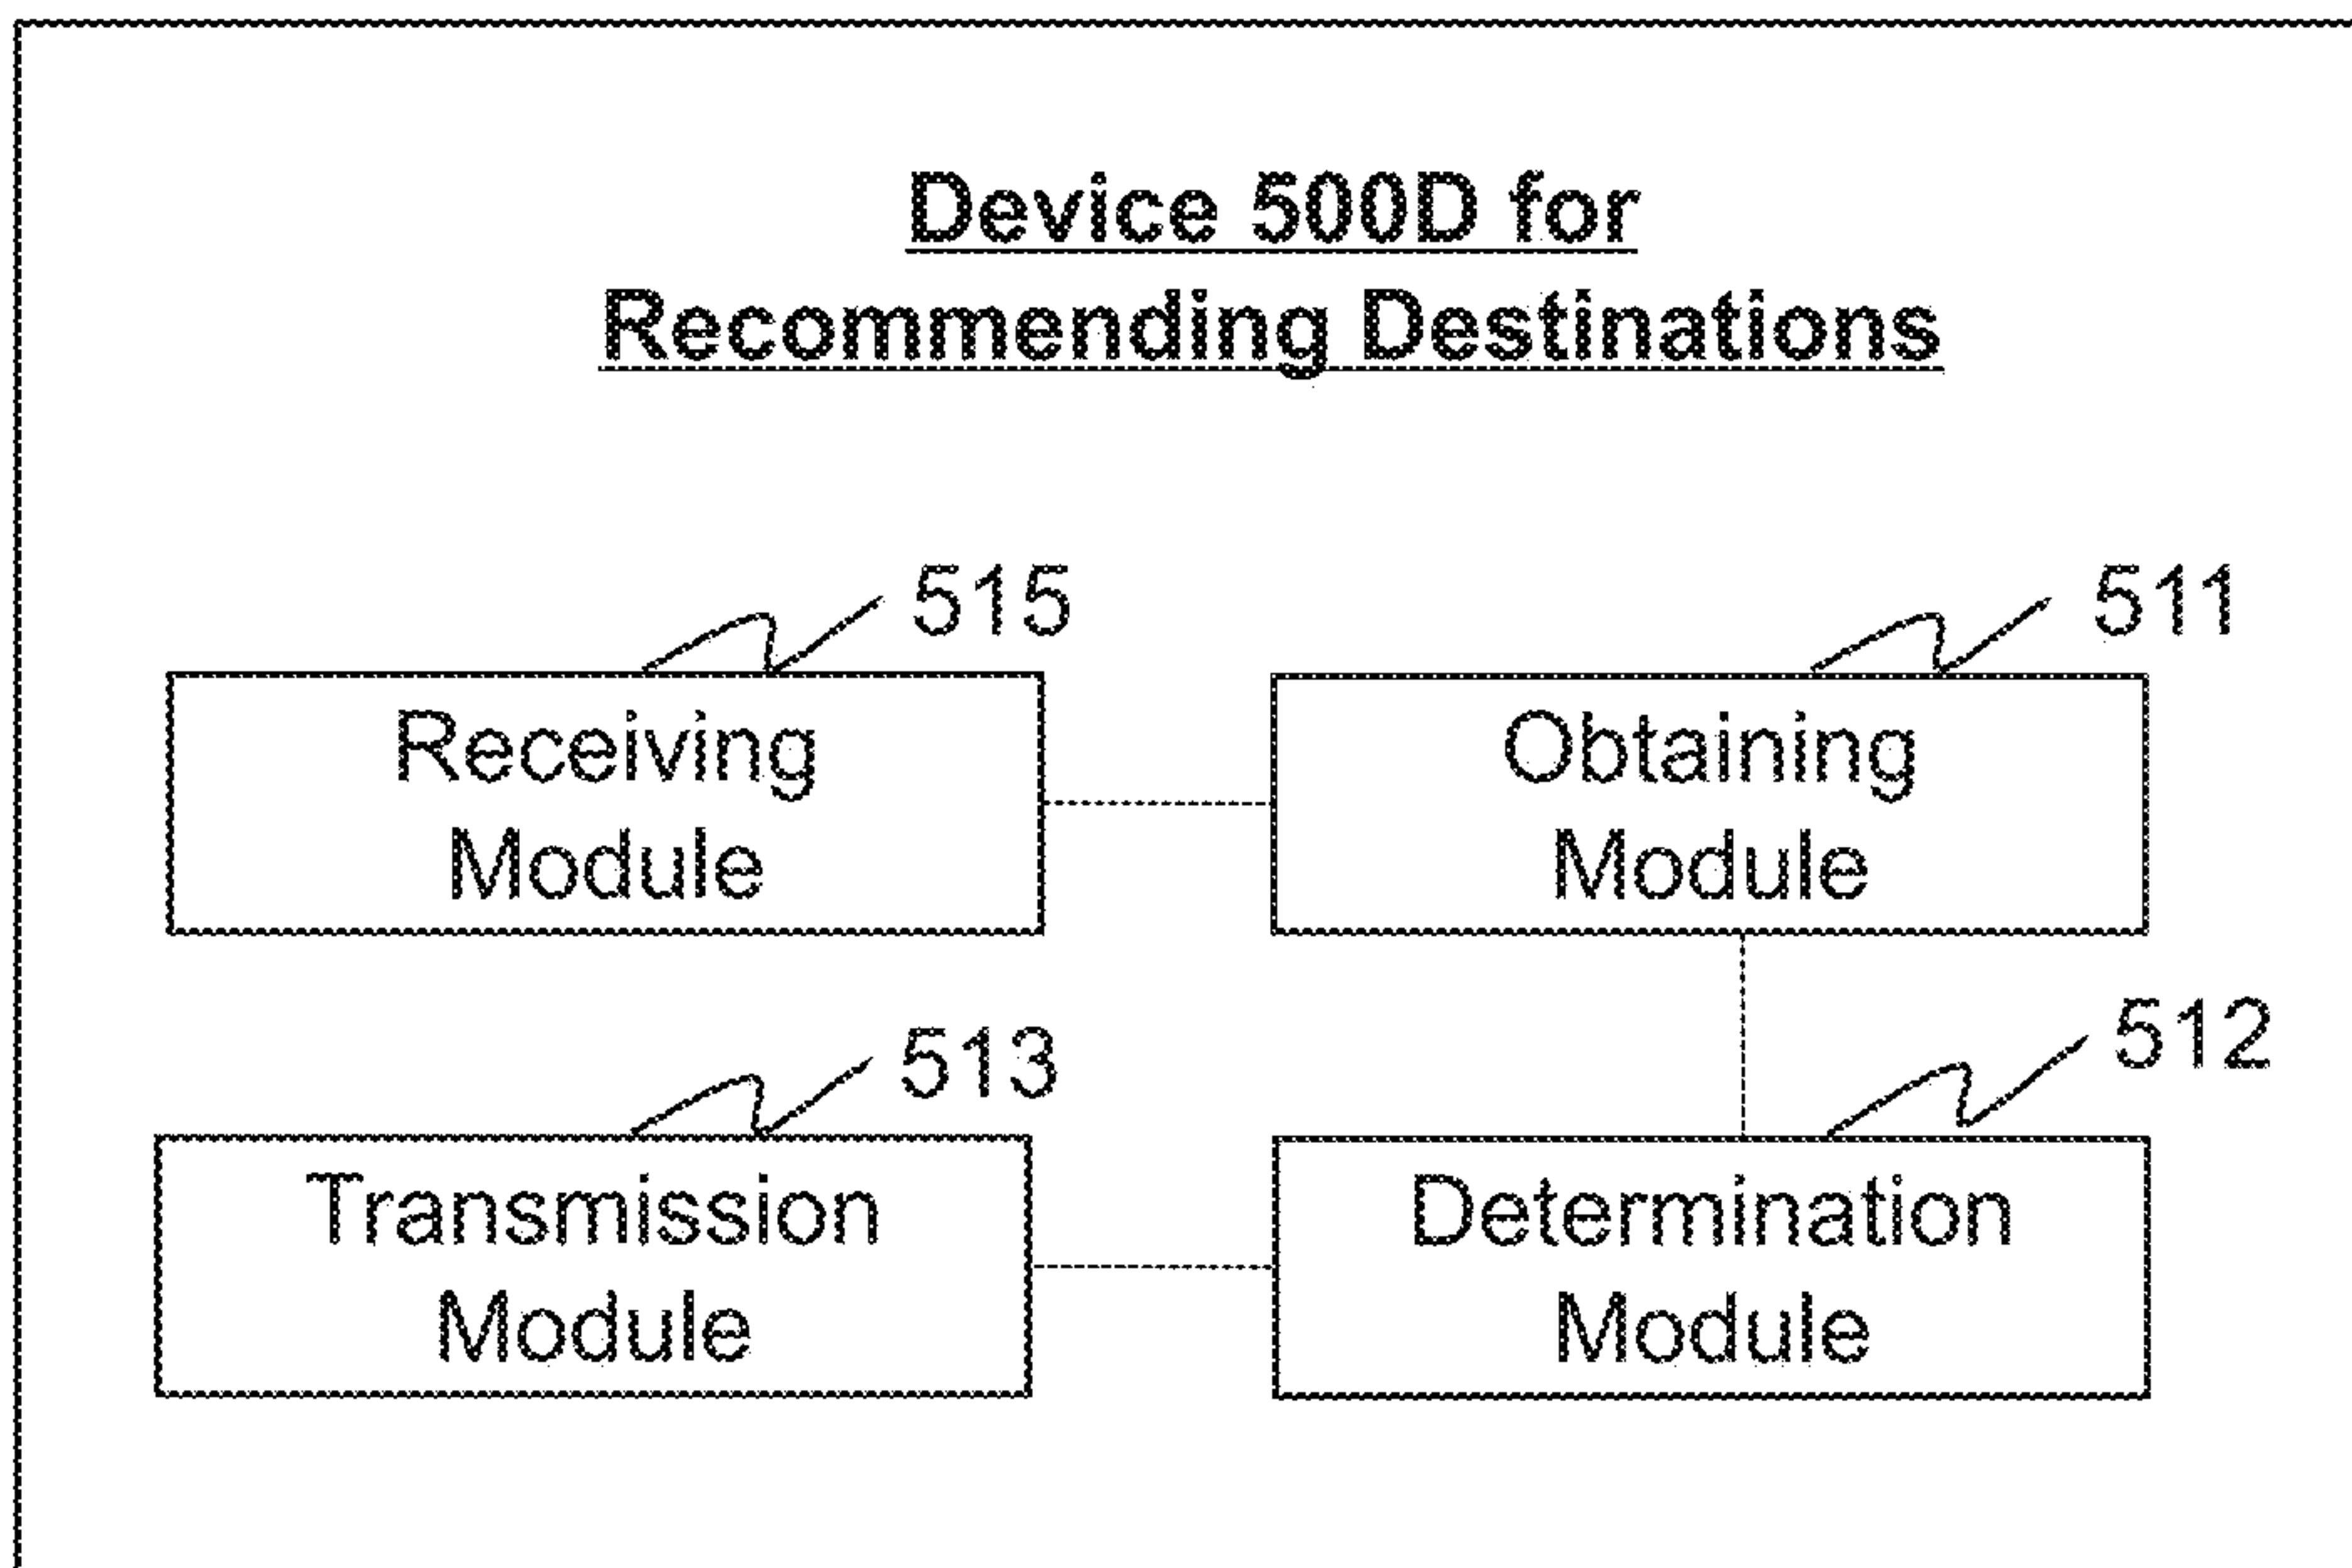 Device 500D for
Recommending Destinations
515
511
Receiving
Module
Obtaining
Module
513
512
Transmission
Module
Determination
Module